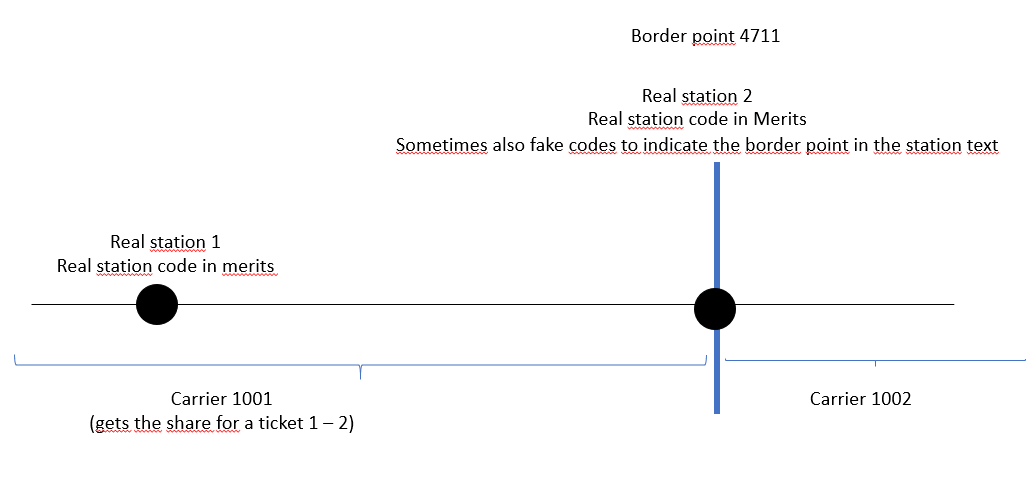 Border point 4711
Real station 2
Real station code in Merits
Sometimes also fake codes to indicate the border point in the station text
Real station 1
Real station code in merits
Carrier 1001
(gets the share for a ticket 1 – 2)
Carrier 1002